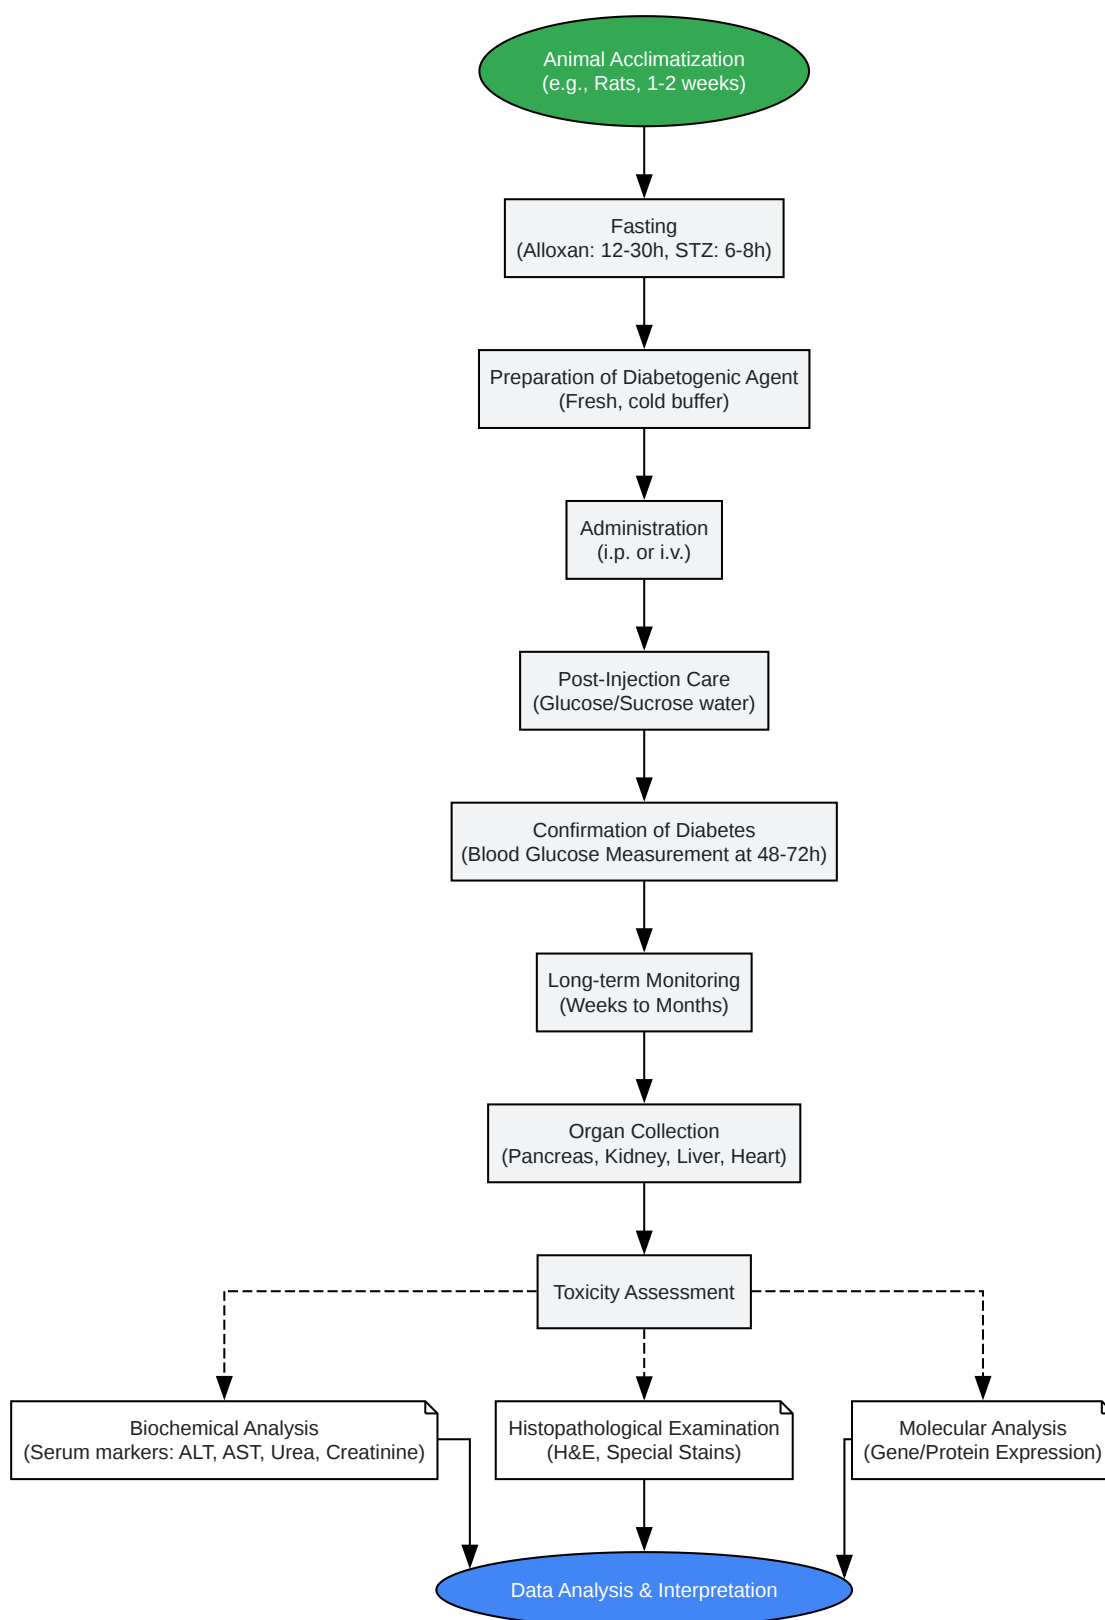 Animal Acclimatization
(e.g., Rats, 1-2 weeks)
Fasting
(Alloxan: 12-30h, STZ: 6-8h)
Preparation of Diabetogenic Agent
(Fresh, cold buffer)
Administration
(i.p. or i.v.)
Post-Injection Care
(Glucose/Sucrose water)
Confirmation of Diabetes
(Blood Glucose Measurement at 48-72h)
Long-term Monitoring
(Weeks to Months)
Organ Collection
(Pancreas, Kidney, Liver, Heart)
Toxicity Assessment
Biochemical Analysis
(Serum markers: ALT, AST, Urea, Creatinine)
Histopathological Examination
(H&E, Special Stains)
Molecular Analysis
(Gene/Protein Expression)
Data Analysis & Interpretation